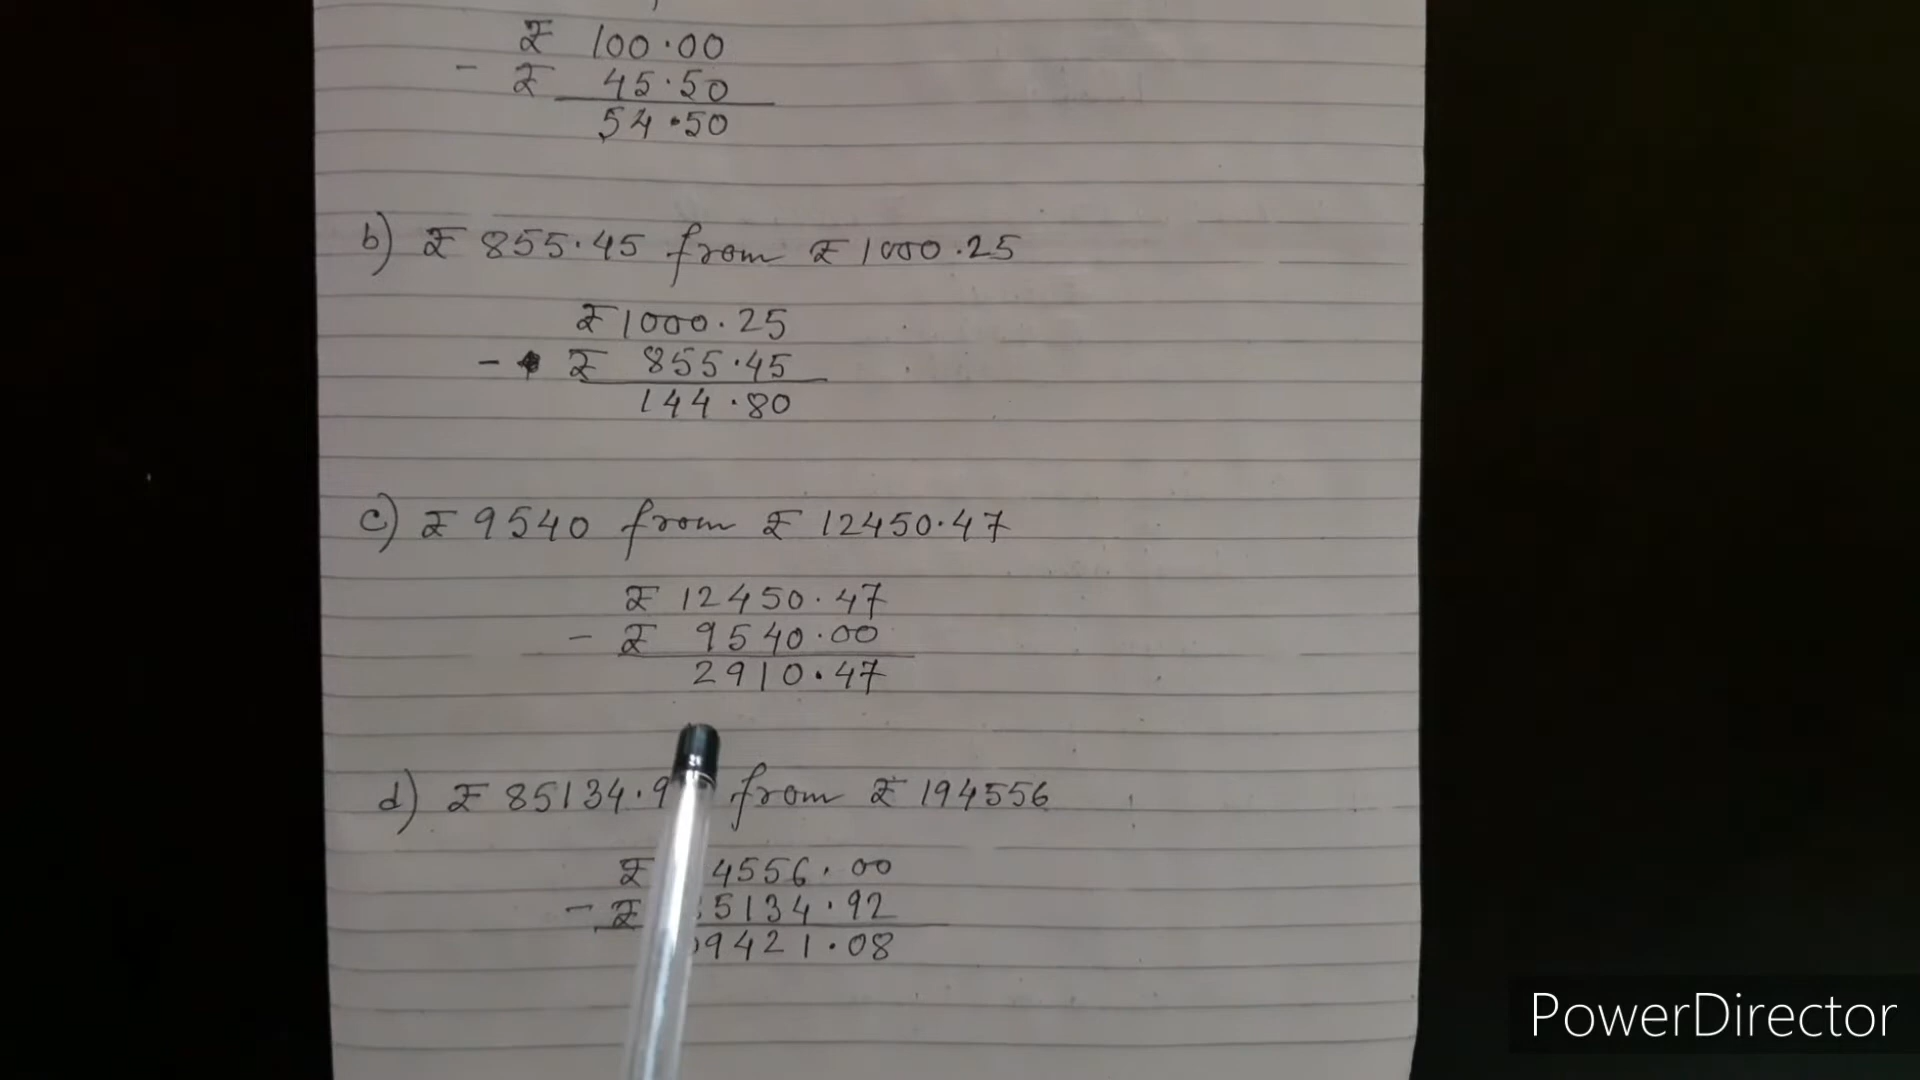 ₹ 100.00
- ₹ 45.50
54.50
b) ₹ 855.45 from ₹ 1000.25
₹ 1000.25
- ₹ 855.45
144.80
c) ₹ 9540 from ₹ 12450.47
₹ 12450.47
- ₹ 9540.00
2910.47
d) ₹ 85134.9 from ₹ 194556
₹ 4556.00
- ₹ 5134.92
9421.08
PowerDirector